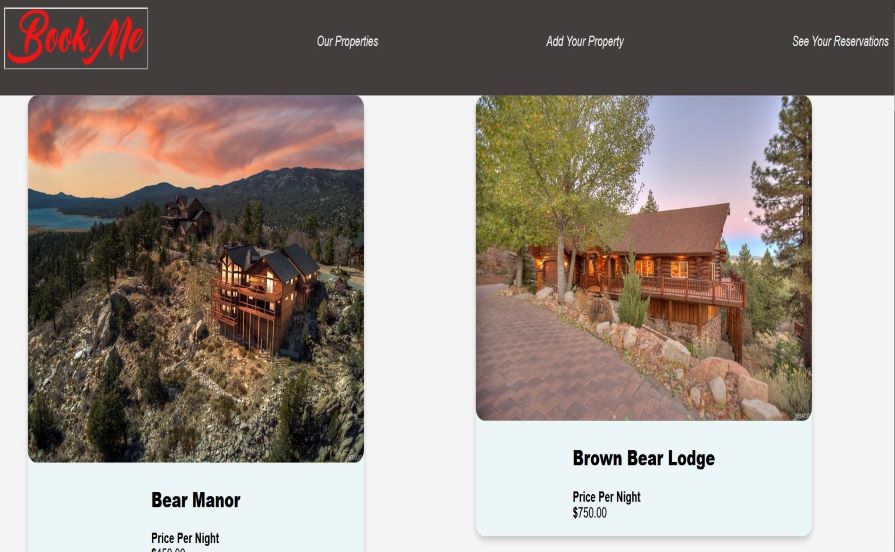 Book.Me
Our Properties
Add Your Property
See Your Reservations
Bear Manor
Price Per Night
Brown Bear Lodge
Price Per Night
$750.00